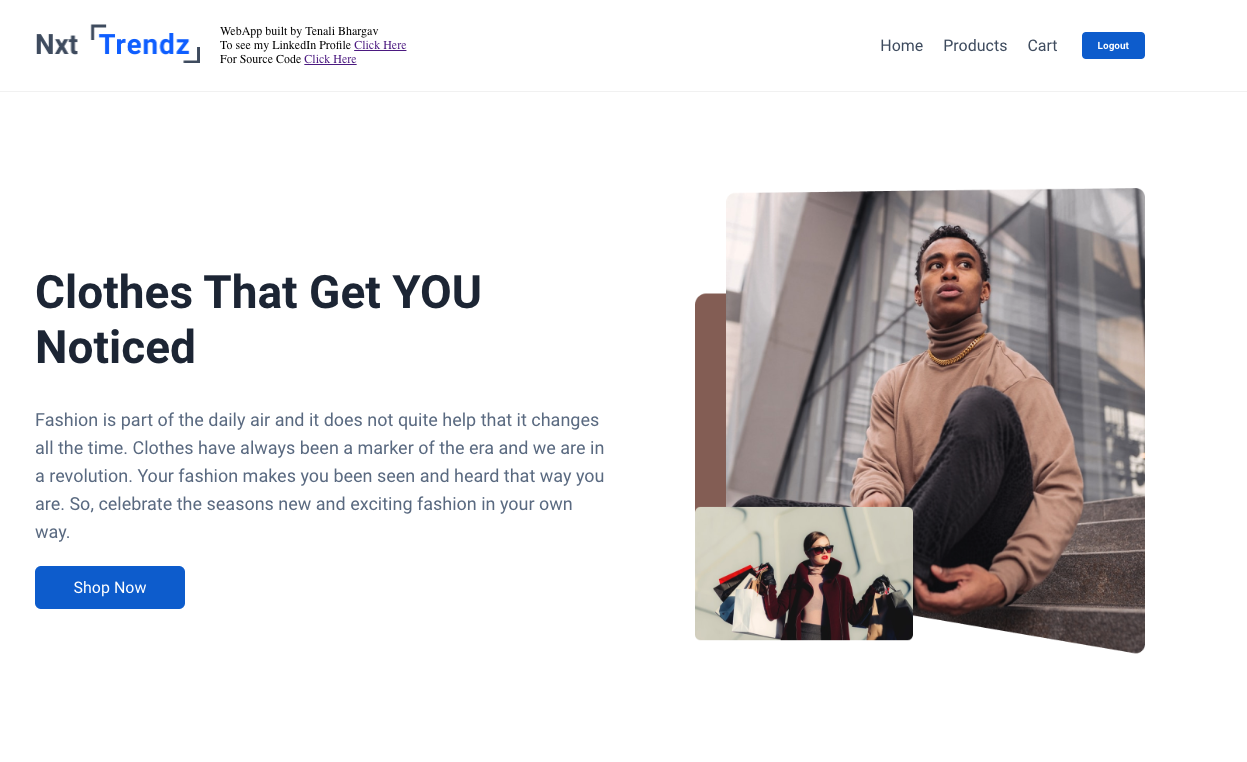 Nxt Trendz
WebApp built by Tenali Bhargav
To see my LinkedIn Profile Click Here
For Source Code Click Here
Home Products Cart Logout
Clothes That Get YOU
Noticed
Fashion is part of the daily air and it does not quite help that it changes
all the time. Clothes have always been a marker of the era and we are in
a revolution. Your fashion makes you been seen and heard that way you
are. So, celebrate the seasons new and exciting fashion in your own
way.
Shop Now